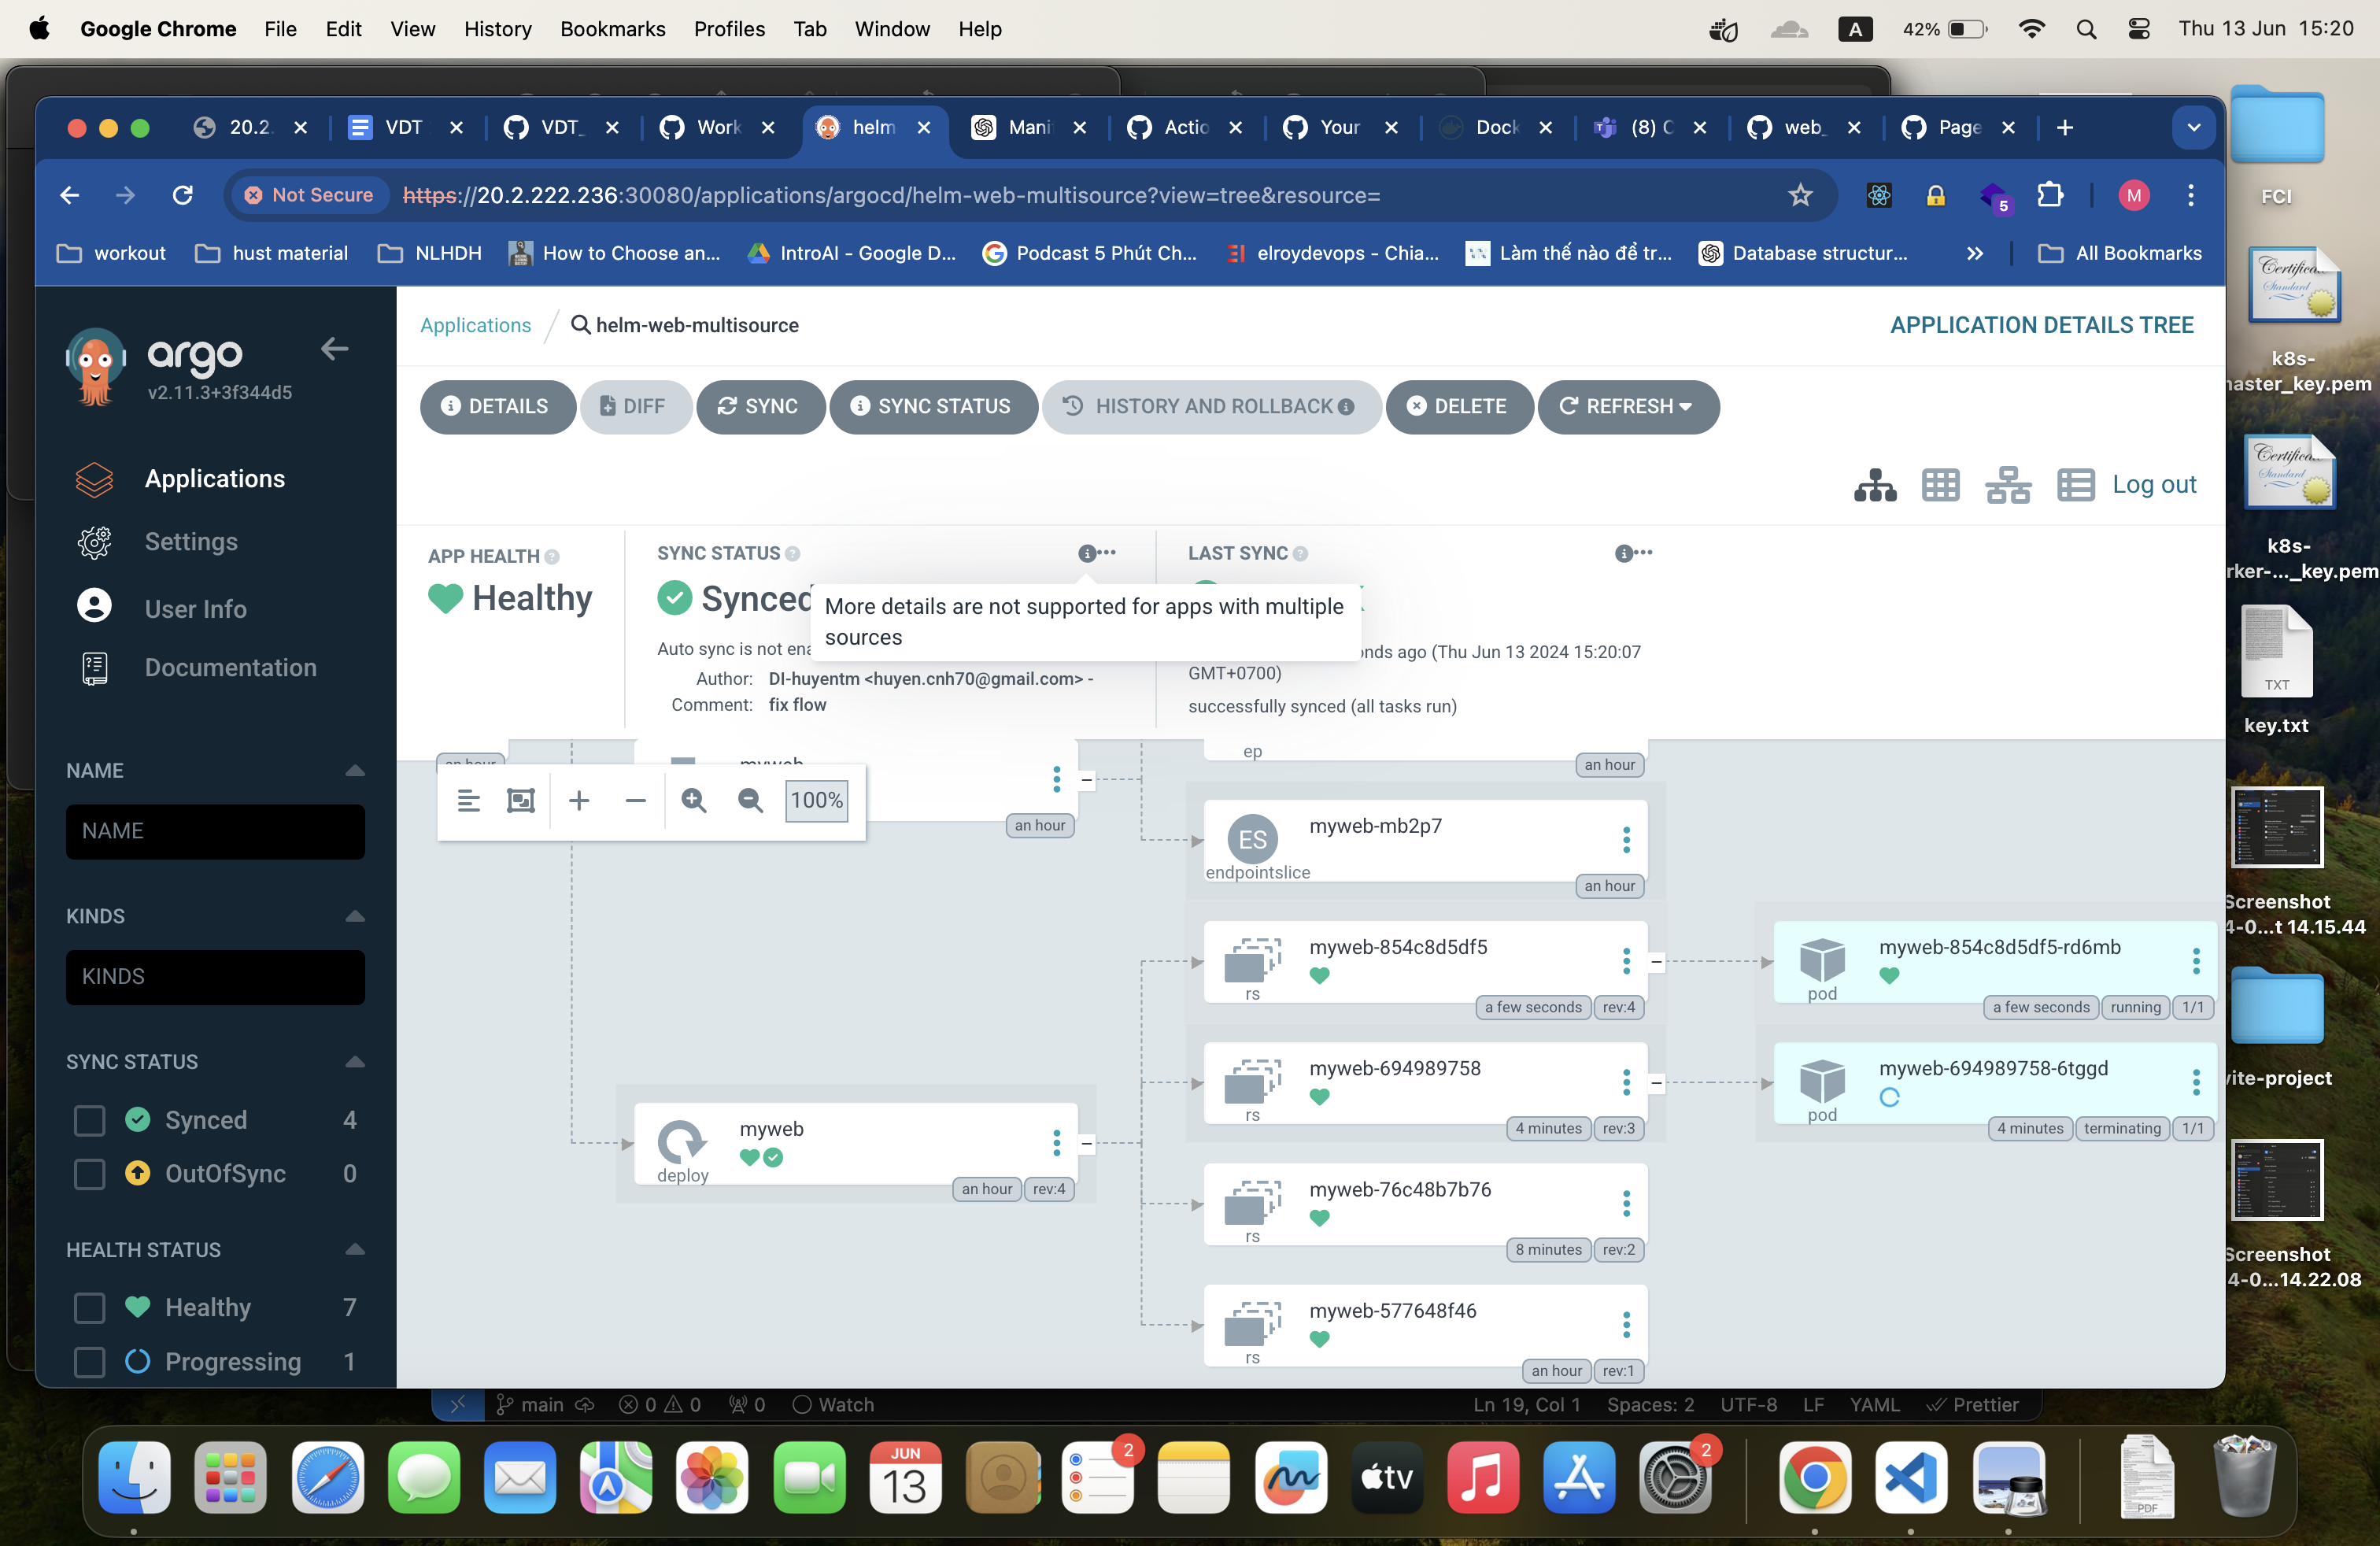 Google Chrome File Edit View History Bookmarks Profiles Tab Window Help A 42% Thu 13 Jun 15:20
20.2. VDT VDT_ Work helm Mani Actio Your Dock (8) C web_ Page
Not Secure https://20.2.222.236:30080/applications/argocd/helm-web-multisource?view=tree&resource= 5 M
workout hust material NLHDH How to Choose an... IntroAI - Google D... Podcast 5 Phút Ch... elroydevops - Chia... Làm thế nào để tr... Database structur... » All Bookmarks
argo
v2.11.3+3f344d5
Applications
Settings
User Info
Documentation
NAME
NAME
KINDS
KINDS
SYNC STATUS
Synced 4
OutOfSync 0
HEALTH STATUS
Healthy 7
Progressing 1
Applications / helm-web-multisource
APPLICATION DETAILS TREE
DETAILS DIFF SYNC SYNC STATUS HISTORY AND ROLLBACK DELETE REFRESH
Log out
APP HEALTH
Healthy
SYNC STATUS
Synced
More details are not supported for apps with multiple
sources
Auto sync is not ena
Author: DI-huyentm <huyen.cnh70@gmail.com> -
Comment: fix flow
LAST SYNC
onds ago (Thu Jun 13 2024 15:20:07
GMT+0700)
successfully synced (all tasks run)
an hour
myweb
an hour
100%
ep
an hour
myweb-mb2p7
ES
endpointslice
an hour
myweb-854c8d5df5
rs
a few seconds rev:4
myweb-854c8d5df5-rd6mb
pod
a few seconds running 1/1
myweb-694989758
rs
4 minutes rev:3
myweb-694989758-6tggd
pod
4 minutes terminating 1/1
myweb
deploy
an hour rev:4
myweb-76c48b7b76
rs
8 minutes rev:2
myweb-577648f46
rs
an hour rev:1
main 0 0 0 Watch Ln 19, Col 1 Spaces: 2 UTF-8 LF YAML Prettier
FCI
k8s-
naster_key.pem
k8s-
rker-..._key.pem
TXT
key.txt
Screenshot
4-0...t 14.15.44
vite-project
Screenshot
4-0...14.22.08
JUN
13
2
tv
2
PDF